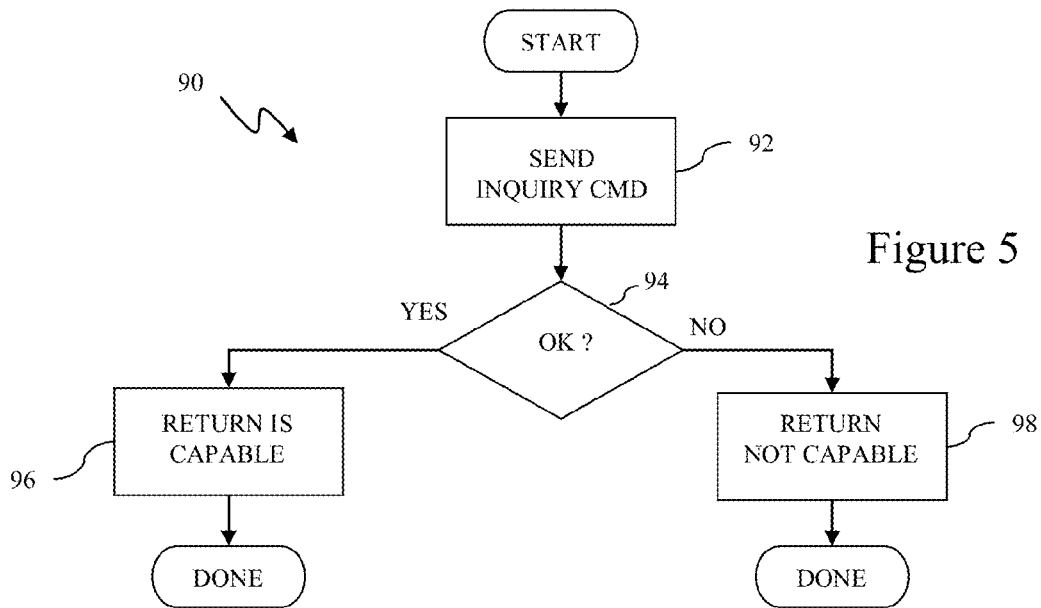 START
90
SEND
INQUIRY CMD
92
Figure 5
94
YES
OK ?
NO
RETURN IS
CAPABLE
96
RETURN
NOT CAPABLE
98
DONE
DONE